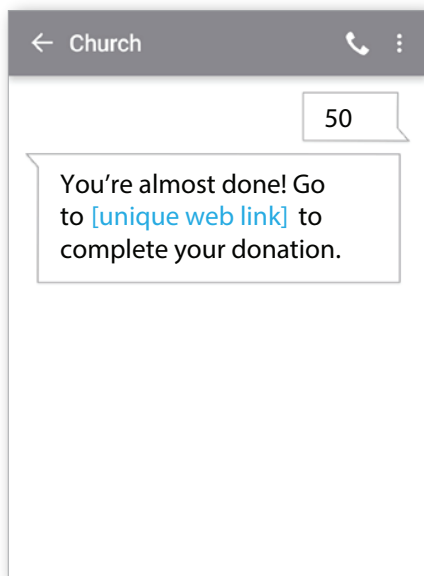 Church
50
You're almost done! Go
to [unique web link] to
complete your donation.